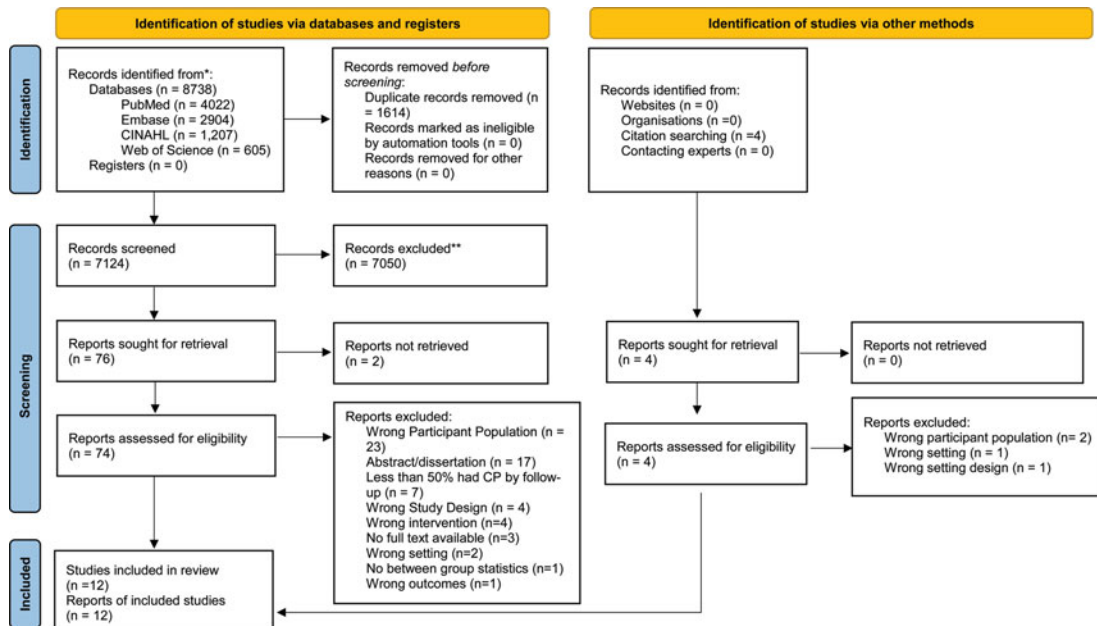 Identification of studies via databases and registers
Identification of studies via other methods
Identification
Records identified from*:
Databases (n = 8738)
PubMed (n = 4022)
Embase (n = 2904)
CINAHL (n = 1,207)
Web of Science (n = 605)
Registers (n = 0)
Records removed before
screening:
Duplicate records removed (n
= 1614)
Records marked as ineligible
by automation tools (n = 0)
Records removed for other
reasons (n = 0)
Records identified from:
Websites (n = 0)
Organisations (n =0)
Citation searching (n =4)
Contacting experts (n = 0)
Screening
Records screened
(n = 7124)
Records excluded**
(n = 7050)
Reports sought for retrieval
(n = 76)
Reports not retrieved
(n = 2)
Reports sought for retrieval
(n = 4)
Reports not retrieved
(n = 0)
Reports assessed for eligibility
(n = 74)
Reports excluded:
Wrong Participant Population (n =
23)
Abstract/dissertation (n = 17)
Less than 50% had CP by follow-
up (n = 7)
Wrong Study Design (n = 4)
Wrong intervention (n=4)
No full text available (n=3)
Wrong setting (n=2)
No between group statistics (n=1)
Wrong outcomes (n=1)
Reports assessed for eligibility
(n = 4)
Reports excluded:
Wrong participant population (n= 2)
Wrong setting (n = 1)
Wrong setting design (n = 1)
Included
Studies included in review
(n =12)
Reports of included studies
(n = 12)